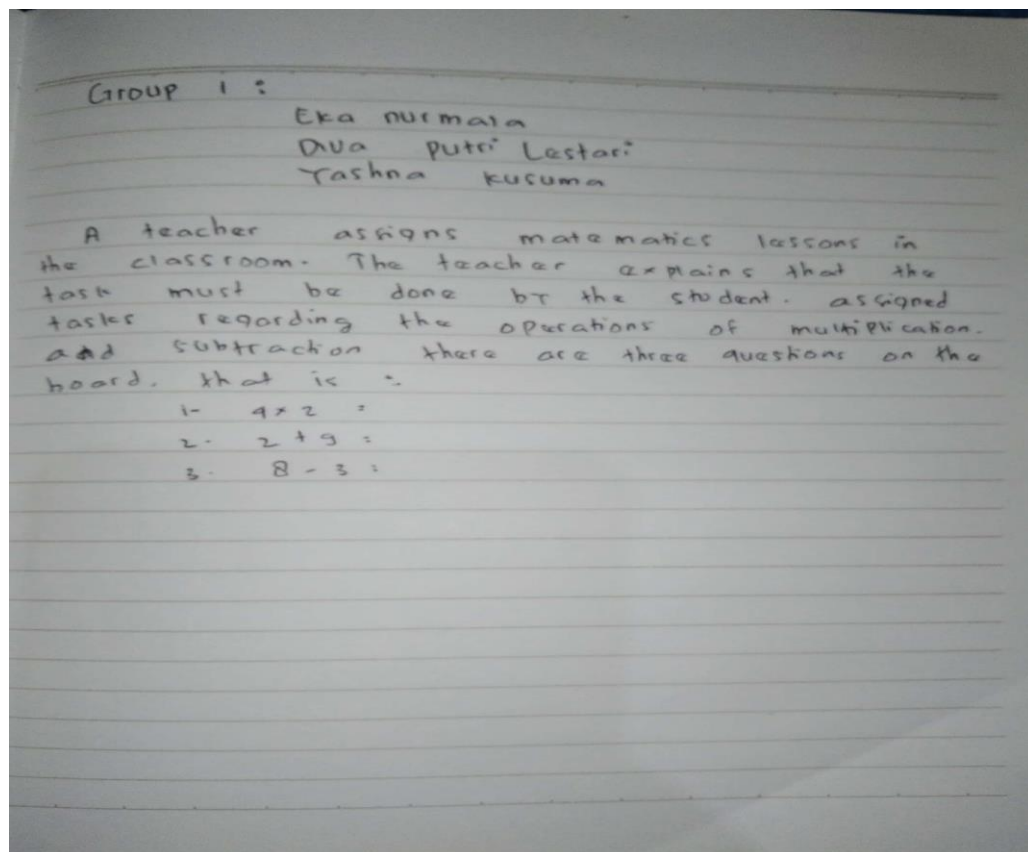 Group 1 :
Eka nurmala
Diva Putri Lestari
Yashna Kusuma
A teacher assigns matematics lessons in
the classroom. The teacher explains that the
task must be done by the student. assigned
tasks regarding the operations of multiplication.
and subtraction there are three questions on the
board. that is :
1- 4 x 2 =
2. 2 + 9 =
3. 8 - 3 =